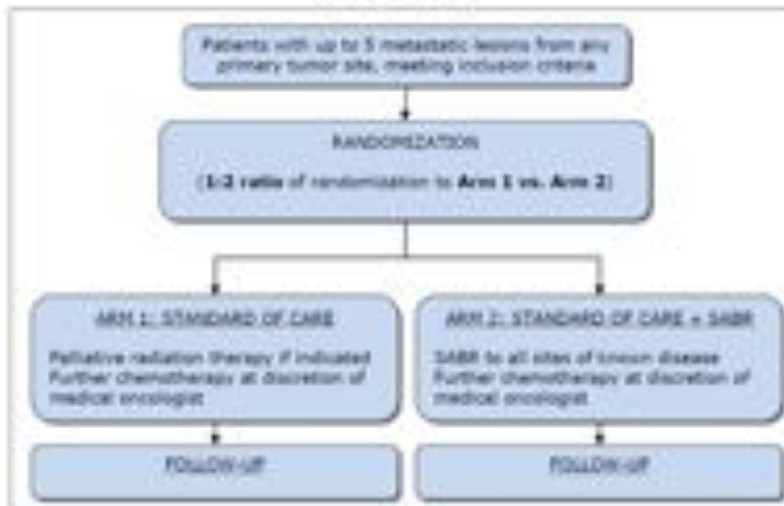 Patients with up to 5 metastatic lesions from any
primary tumor site, meeting inclusion criteria
RANDOMIZATION
(1:2 ratio of randomization to Arm 1 vs. Arm 2)
ARM 1: STANDARD OF CARE
Palliative radiation therapy if indicated
Further chemotherapy at discretion of
medical oncologist
ARM 2: STANDARD OF CARE + SABR
SABR to all sites of known disease
Further chemotherapy at discretion of
medical oncologist
FOLLOW-UP
FOLLOW-UP